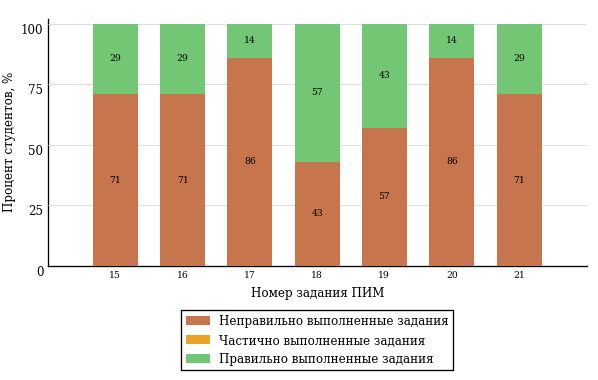 Процент студентов, %
100
75
50
25
0
29 29 14 57 43 14 29
71 71 86 43 57 86 71
15 16 17 18 19 20 21
Номер задания ПИМ
Неправильно выполненные задания
Частично выполненные задания
Правильно выполненные задания